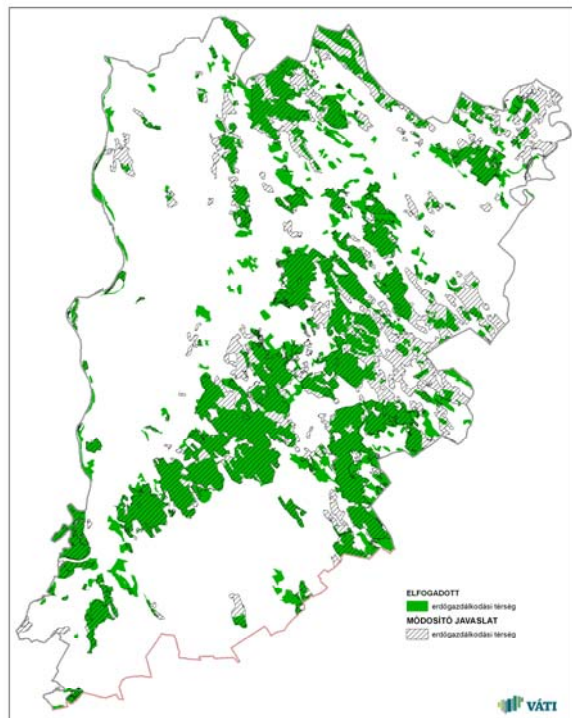 ELFOGADOTT
erdőgazdálkodási térség
MÓDOSÍTÓ JAVASLAT
erdőgazdálkodási térség
VÁTI